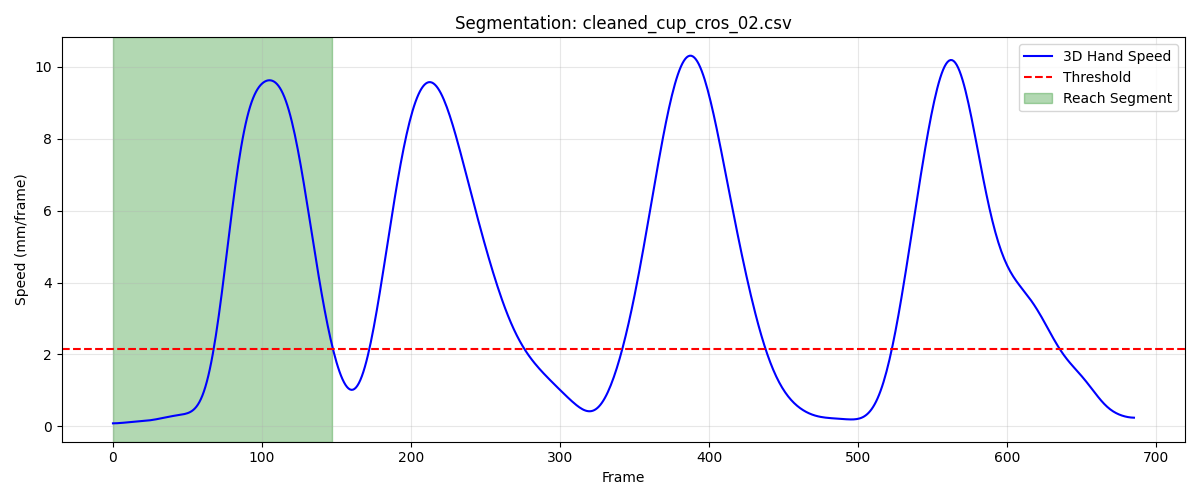 Segmentation: cleaned_cup_cros_02.csv
3D Hand Speed
Threshold
Reach Segment
Speed (mm/frame)
10
8
6
4
2
0
0 100 200 300 400 500 600 700
Frame